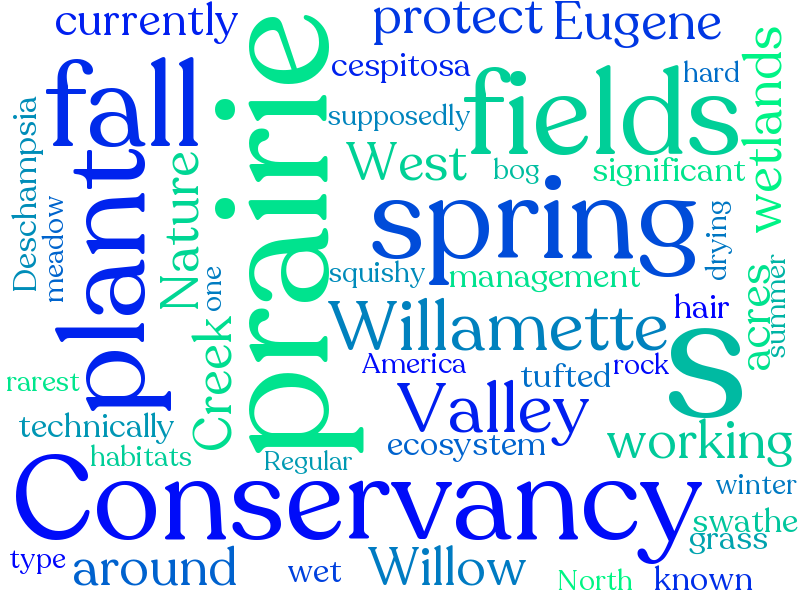 currently
protect
Eugene
prairie
fall
cespitosa
hard
wetlands
fields
supposedly
Deschampsia
plant
Nature
West
bog
significant
meadow
spring
drying
one
squishy
management
summer
acres
hair
Willamette
s
Creek
America
rock
tufted
rarest
Valley
technically
ecosystem
working
habitats
Regular
Conservancy
winter
swathe
grass
type
around
wet
Willow
North
known